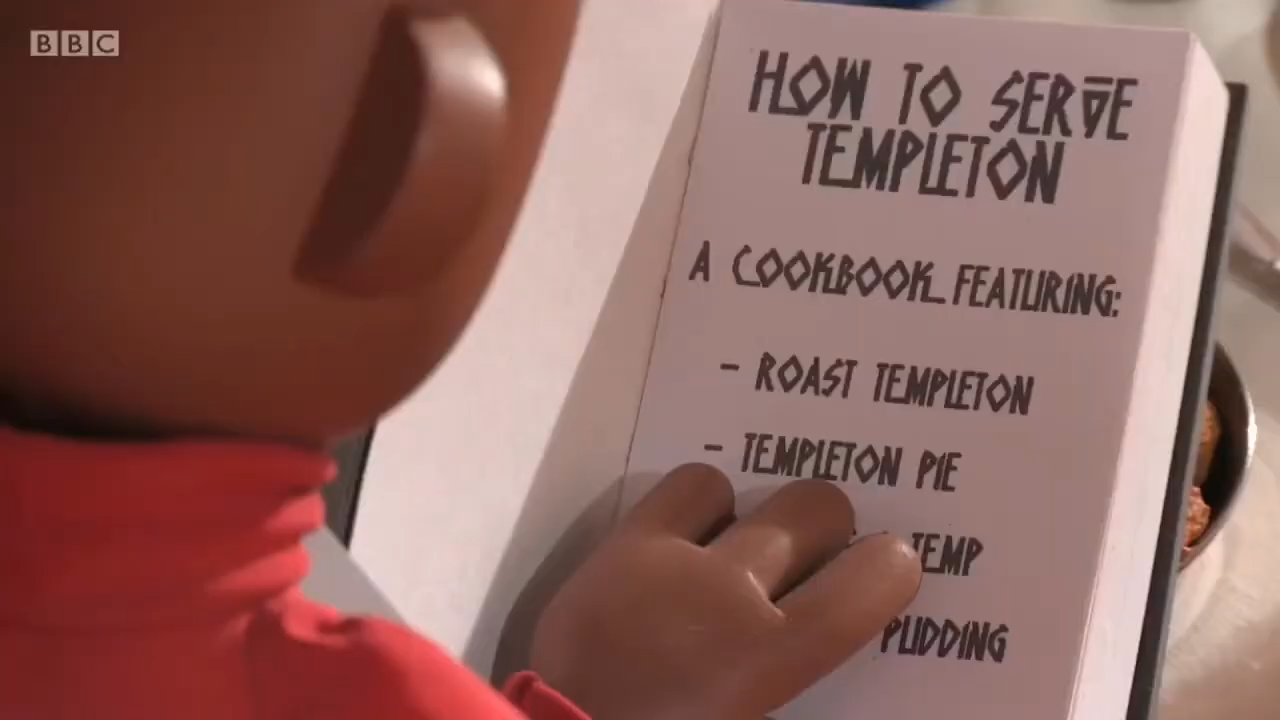 BBC
HOW TO SERVE
TEMPLETON
A COOKBOOK FEATURING:
- ROAST TEMPLETON
- TEMPLETON PIE
TEMP
PUDDING